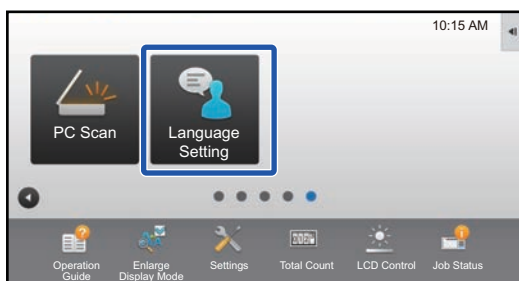 10:15 AM
PC Scan
Language
Setting
Operation
Guide
Enlarge
Display Mode
Settings
Total Count
LCD Control
Job Status